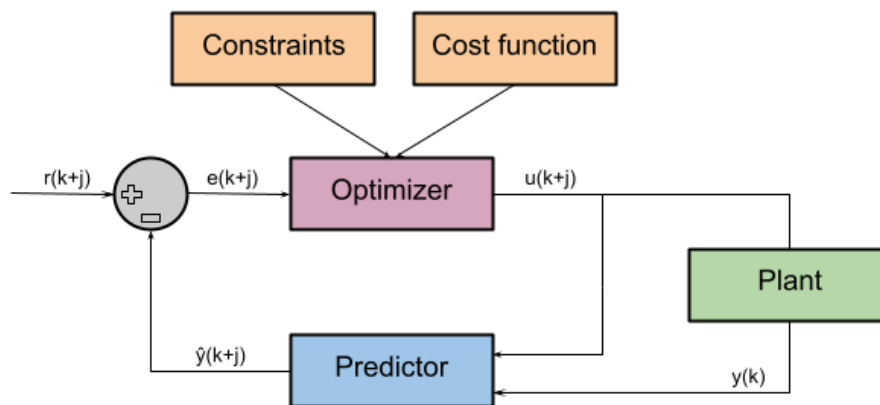 Constraints
Cost function
r(k+j)
e(k+j)
Optimizer
u(k+j)
Plant
ŷ(k+j)
Predictor
y(k)